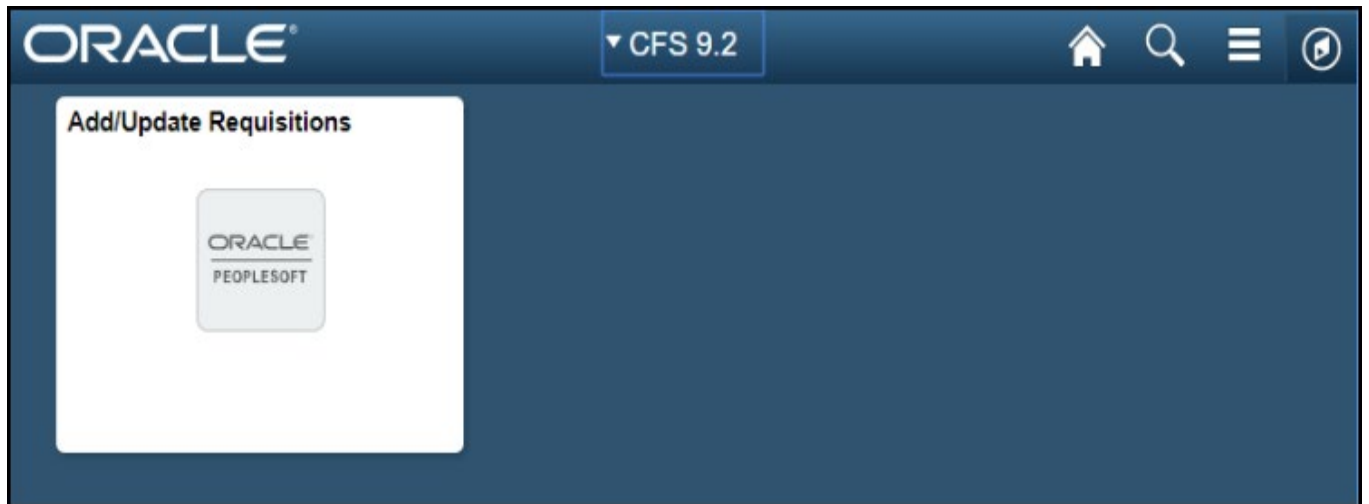 ORACLE®
CFS 9.2
Add/Update Requisitions
ORACLE
PEOPLESOFT